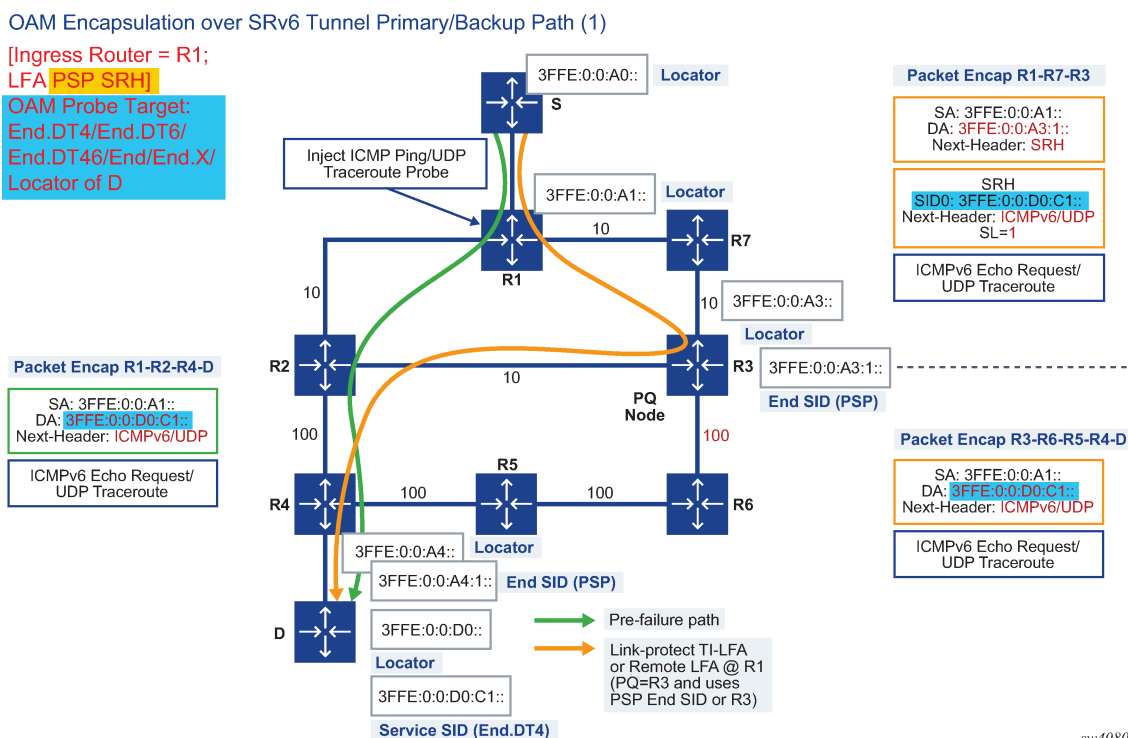 OAM Encapsulation over SRv6 Tunnel Primary/Backup Path (1)
[Ingress Router = R1;
LFA PSP SRH]
OAM Probe Target:
End.DT4/End.DT6/
End.DT46/End/End.X/
Locator of D
3FFE:0:0:A0::
Locator
S
Inject ICMP Ping/UDP
Traceroute Probe
3FFE:0:0:A1::
Locator
R1
10
R7
10
10
3FFE:0:0:A3::
Locator
R2
10
R3
PQ
Node
3FFE:0:0:A3:1::
End SID (PSP)
100
100
R4
100
R5
100
R6
3FFE:0:0:A4::
Locator
3FFE:0:0:A4:1::
End SID (PSP)
D
3FFE:0:0:D0::
Locator
3FFE:0:0:D0:C1::
Service SID (End.DT4)
Pre-failure path
Link-protect TI-LFA
or Remote LFA @ R1
(PQ=R3 and uses
PSP End SID or R3)
Packet Encap R1-R2-R4-D
SA: 3FFE:0:0:A1::
DA: 3FFE:0:0:D0:C1::
Next-Header: ICMPv6/UDP
ICMPv6 Echo Request/
UDP Traceroute
Packet Encap R1-R7-R3
SA: 3FFE:0:0:A1::
DA: 3FFE:0:0:A3:1::
Next-Header: SRH
SRH
SID0: 3FFE:0:0:D0:C1::
Next-Header: ICMPv6/UDP
SL=1
ICMPv6 Echo Request/
UDP Traceroute
Packet Encap R3-R6-R5-R4-D
SA: 3FFE:0:0:A1::
DA: 3FFE:0:0:D0:C1::
Next-Header: ICMPv6/UDP
ICMPv6 Echo Request/
UDP Traceroute